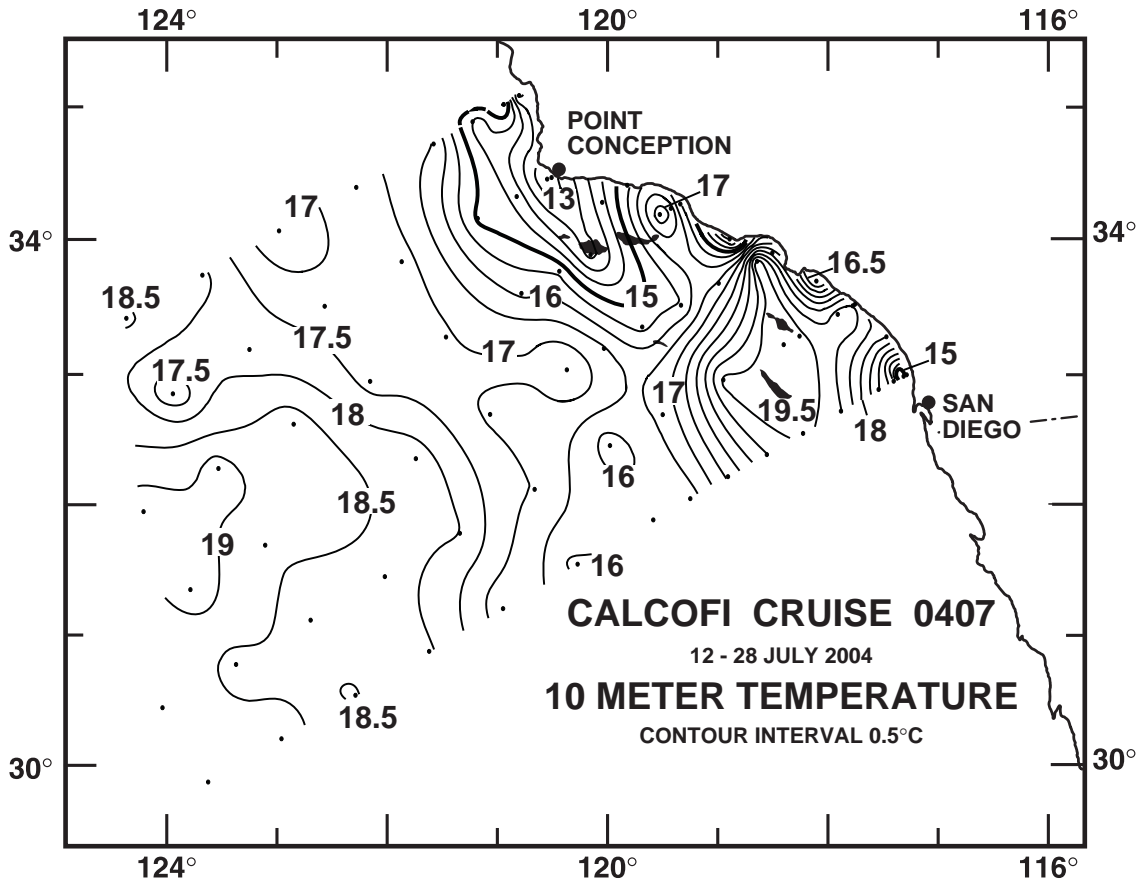 124° 120° 116°
POINT
CONCEPTION
17
13
17
34° 34°
16.5
18.5
16 15
17.5
17
15
17.5
17
19.5
SAN
DIEGO
18
18
16
18.5
19
16
CALCOFI CRUISE 0407
12 - 28 JULY 2004
10 METER TEMPERATURE
18.5
CONTOUR INTERVAL 0.5°C
30° 30°
124° 120° 116°